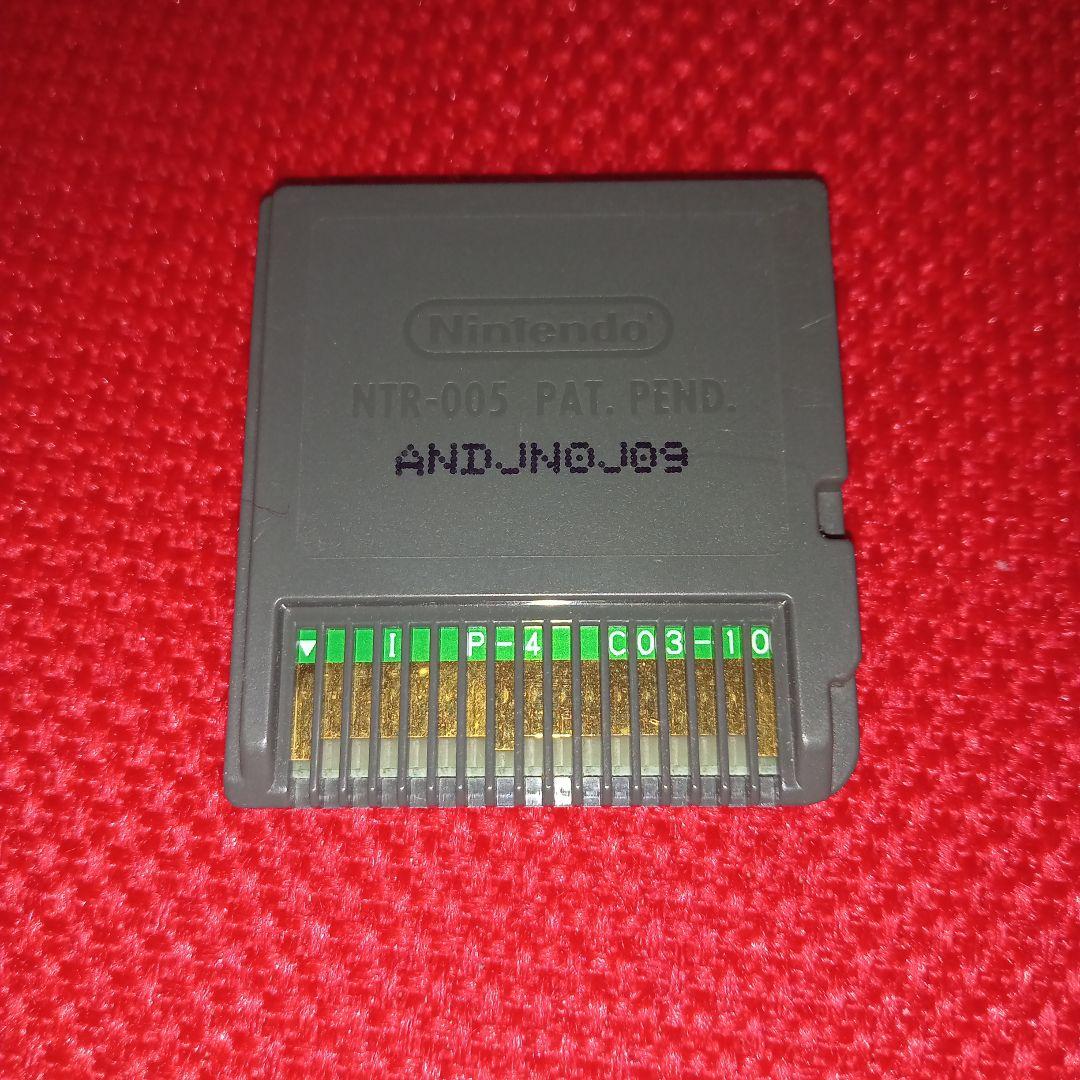 Nintendo
NTR-005 PAT. PEND.
ANDJN0J09
▼ I P-4 C03-10